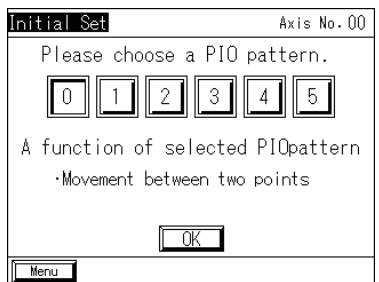 Initial Set Axis No.00
Please choose a PIO pattern.
0 1 2 3 4 5
A function of selected PIOpattern
・Movement between two points
OK
Menu